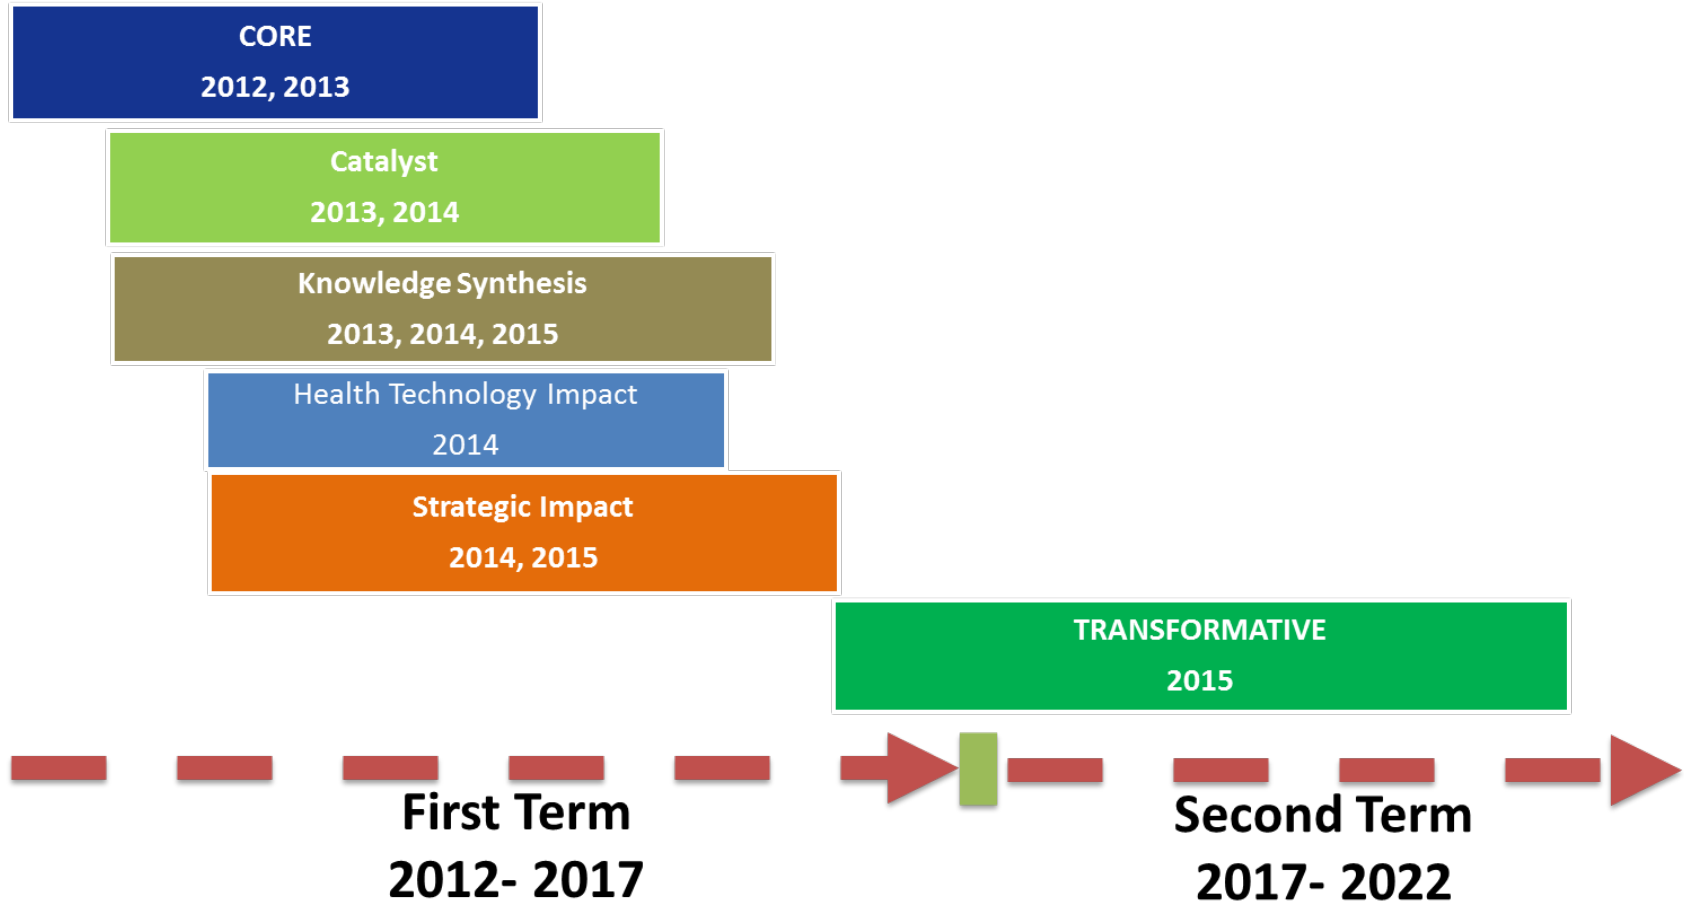 CORE
2012, 2013
Catalyst
2013, 2014
Knowledge Synthesis
2013, 2014, 2015
Health Technology Impact
2014
Strategic Impact
2014, 2015
TRANSFORMATIVE
2015
First Term
2012- 2017
Second Term
2017- 2022